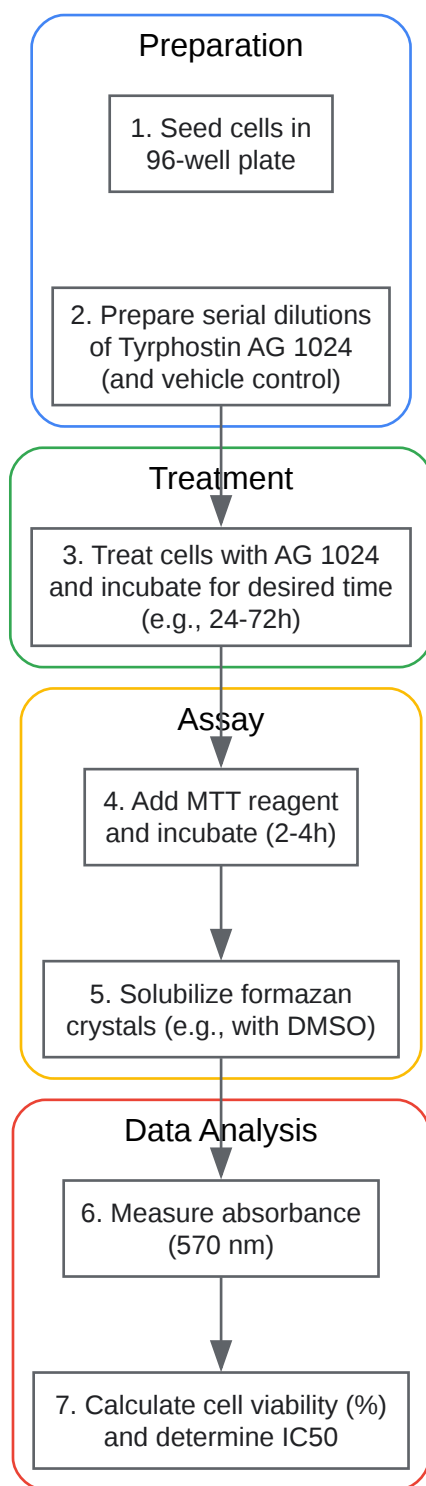 Preparation
1. Seed cells in
96-well plate
2. Prepare serial dilutions
of Tyrphostin AG 1024
(and vehicle control)
Treatment
3. Treat cells with AG 1024
and incubate for desired time
(e.g., 24-72h)
Assay
4. Add MTT reagent
and incubate (2-4h)
5. Solubilize formazan
crystals (e.g., with DMSO)
Data Analysis
6. Measure absorbance
(570 nm)
7. Calculate cell viability (%)
and determine IC50